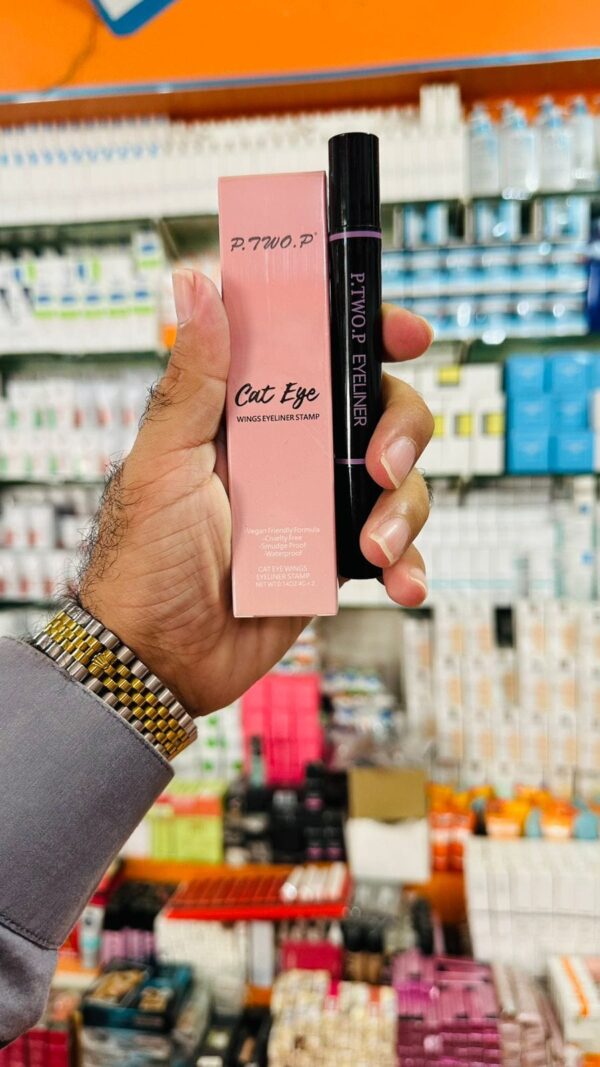 P.TWO.P®
Cat Eye
WINGS EYELINER STAMP
-Vegan Friendly Formula
-Cruelty Free
-Smudge Proof
-Waterproof
CAT EYE WINGS
EYELINER STAMP
P.TWO.P EYELINER